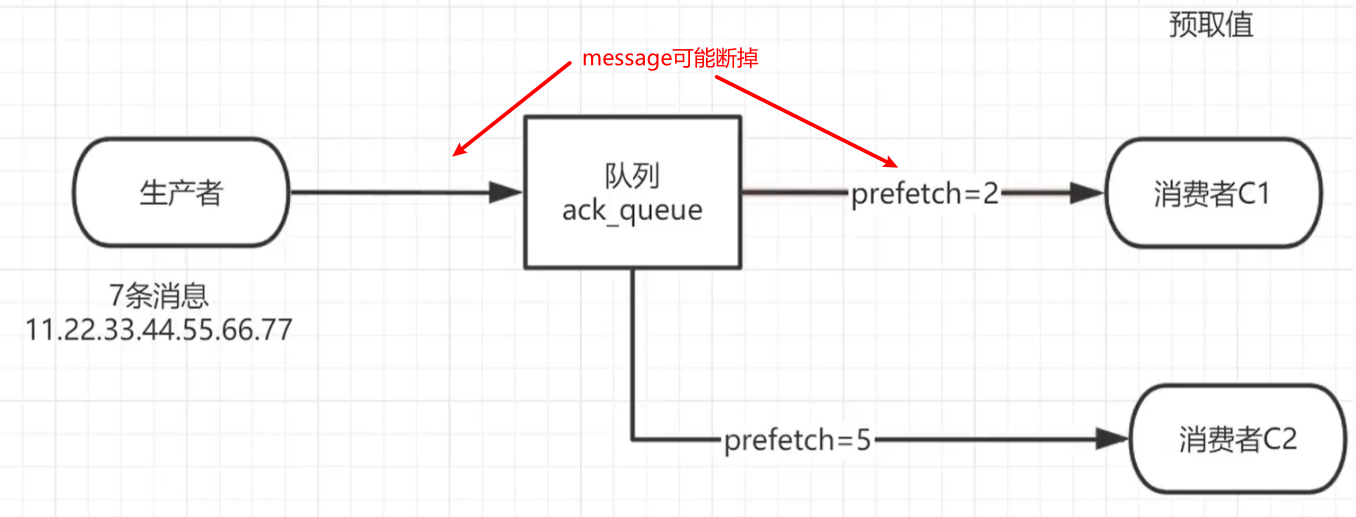 预取值
message可能断掉
生产者
队列
ack_queue
prefetch=2
消费者C1
7条消息
11.22.33.44.55.66.77
prefetch=5
消费者C2